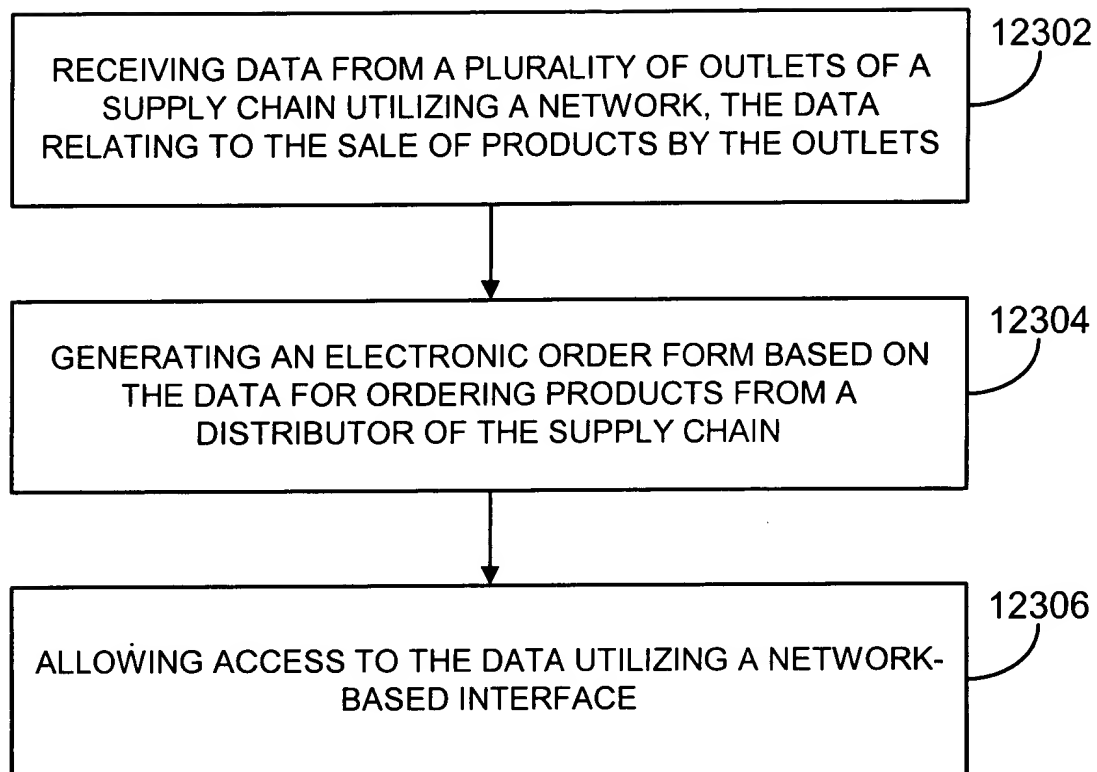 12302
RECEIVING DATA FROM A PLURALITY OF OUTLETS OF A
SUPPLY CHAIN UTILIZING A NETWORK, THE DATA
RELATING TO THE SALE OF PRODUCTS BY THE OUTLETS
12304
GENERATING AN ELECTRONIC ORDER FORM BASED ON
THE DATA FOR ORDERING PRODUCTS FROM A
DISTRIBUTOR OF THE SUPPLY CHAIN
12306
ALLOWING ACCESS TO THE DATA UTILIZING A NETWORK-
BASED INTERFACE